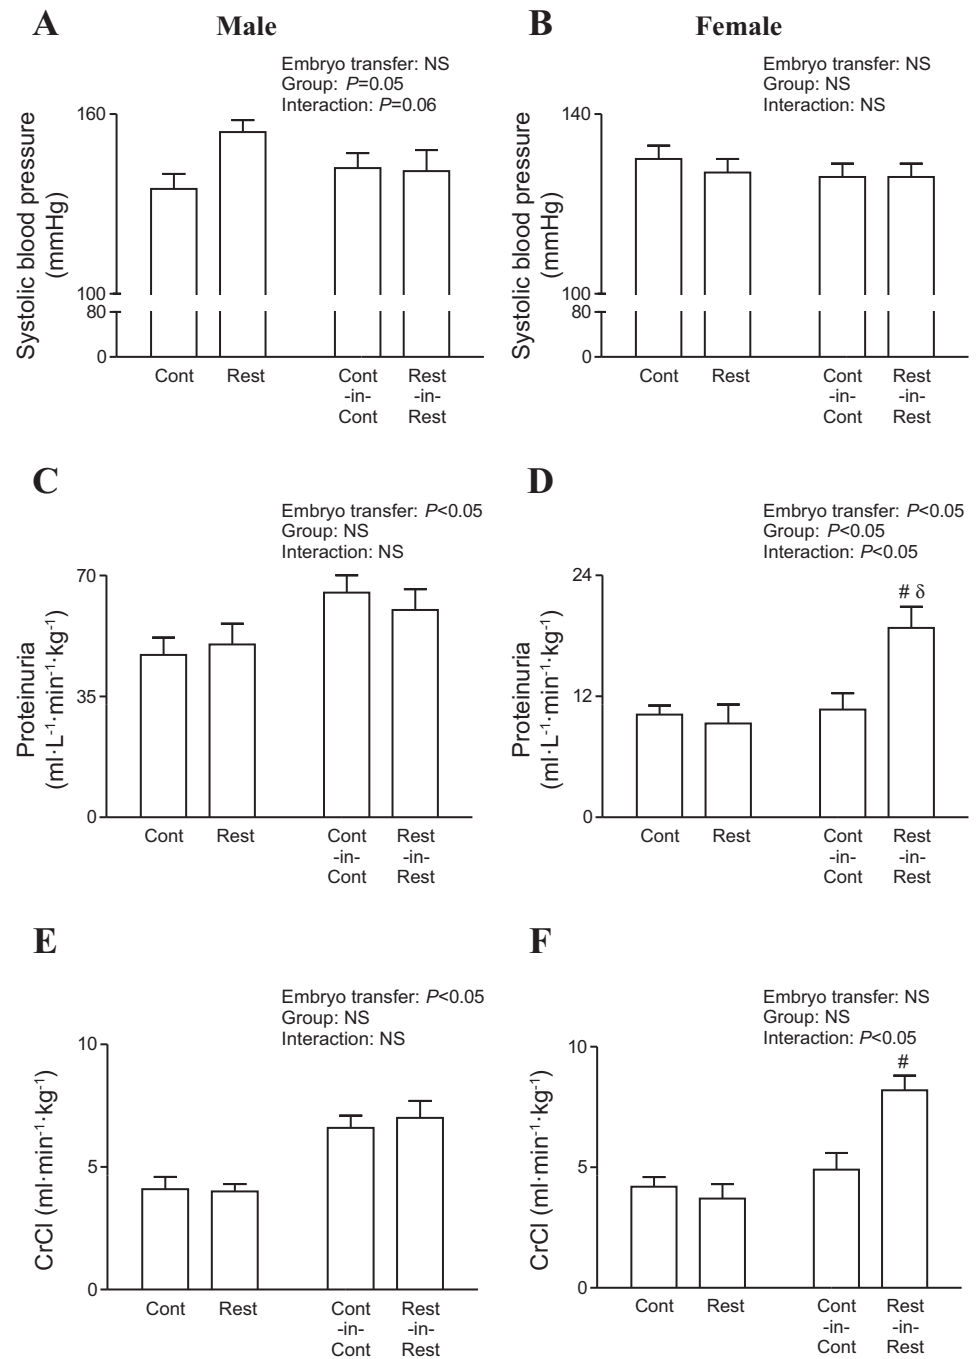 A
Male
Embryo transfer: NS
Group: P=0.05
Interaction: P=0.06
Systolic blood pressure
(mmHg)
160
100
80
0
Cont
Rest
Cont
-in-
Cont
Rest
-in-
Rest
B
Female
Embryo transfer: NS
Group: NS
Interaction: NS
Systolic blood pressure
(mmHg)
140
100
80
0
Cont
Rest
Cont
-in-
Cont
Rest
-in-
Rest
C
Embryo transfer: P<0.05
Group: NS
Interaction: NS
Proteinuria
(ml·L⁻¹·min⁻¹·kg⁻¹)
70
35
0
Cont
Rest
Cont
-in-
Cont
Rest
-in-
Rest
D
Embryo transfer: P<0.05
Group: P<0.05
Interaction: P<0.05
Proteinuria
(ml·L⁻¹·min⁻¹·kg⁻¹)
24
12
0
# δ
Cont
Rest
Cont
-in-
Cont
Rest
-in-
Rest
E
Embryo transfer: P<0.05
Group: NS
Interaction: NS
CrCl (ml·min⁻¹·kg⁻¹)
10
5
0
Cont
Rest
Cont
-in-
Cont
Rest
-in-
Rest
F
Embryo transfer: NS
Group: NS
Interaction: P<0.05
CrCl (ml·min⁻¹·kg⁻¹)
10
5
0
#
Cont
Rest
Cont
-in-
Cont
Rest
-in-
Rest